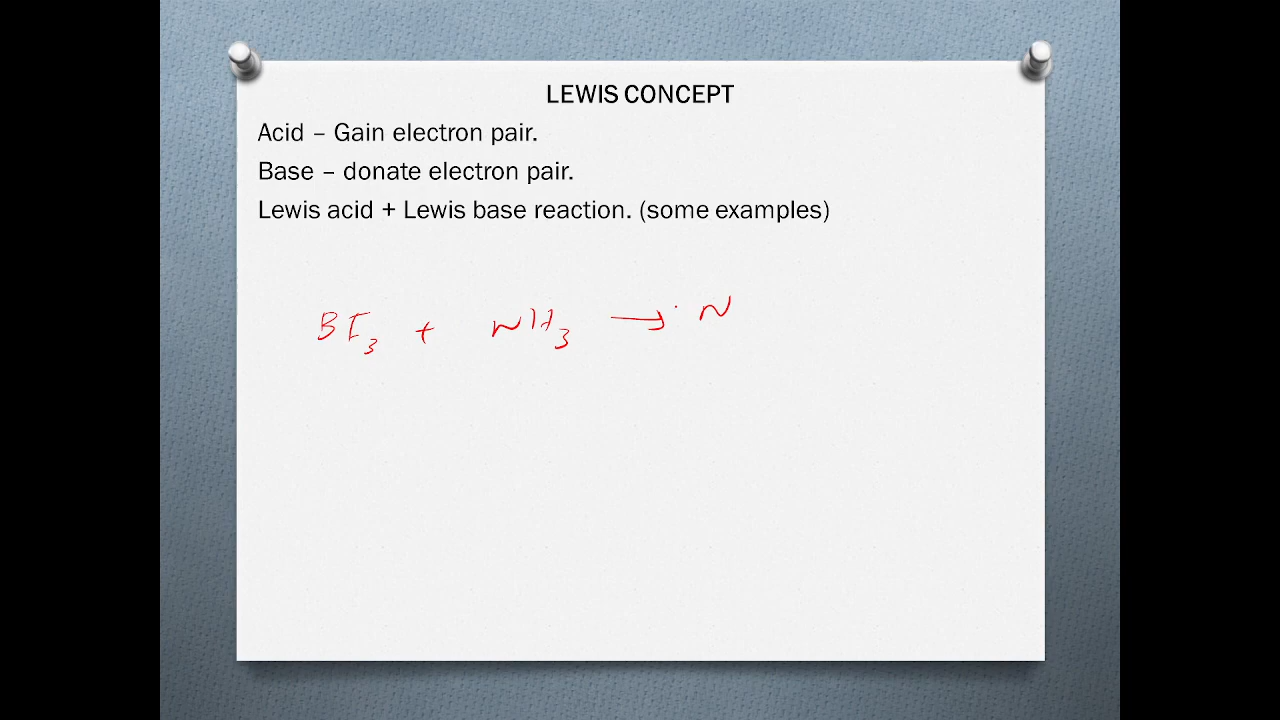 LEWIS CONCEPT
Acid – Gain electron pair.
Base – donate electron pair.
Lewis acid + Lewis base reaction. (some examples)
BF₃ + NH₃ → N